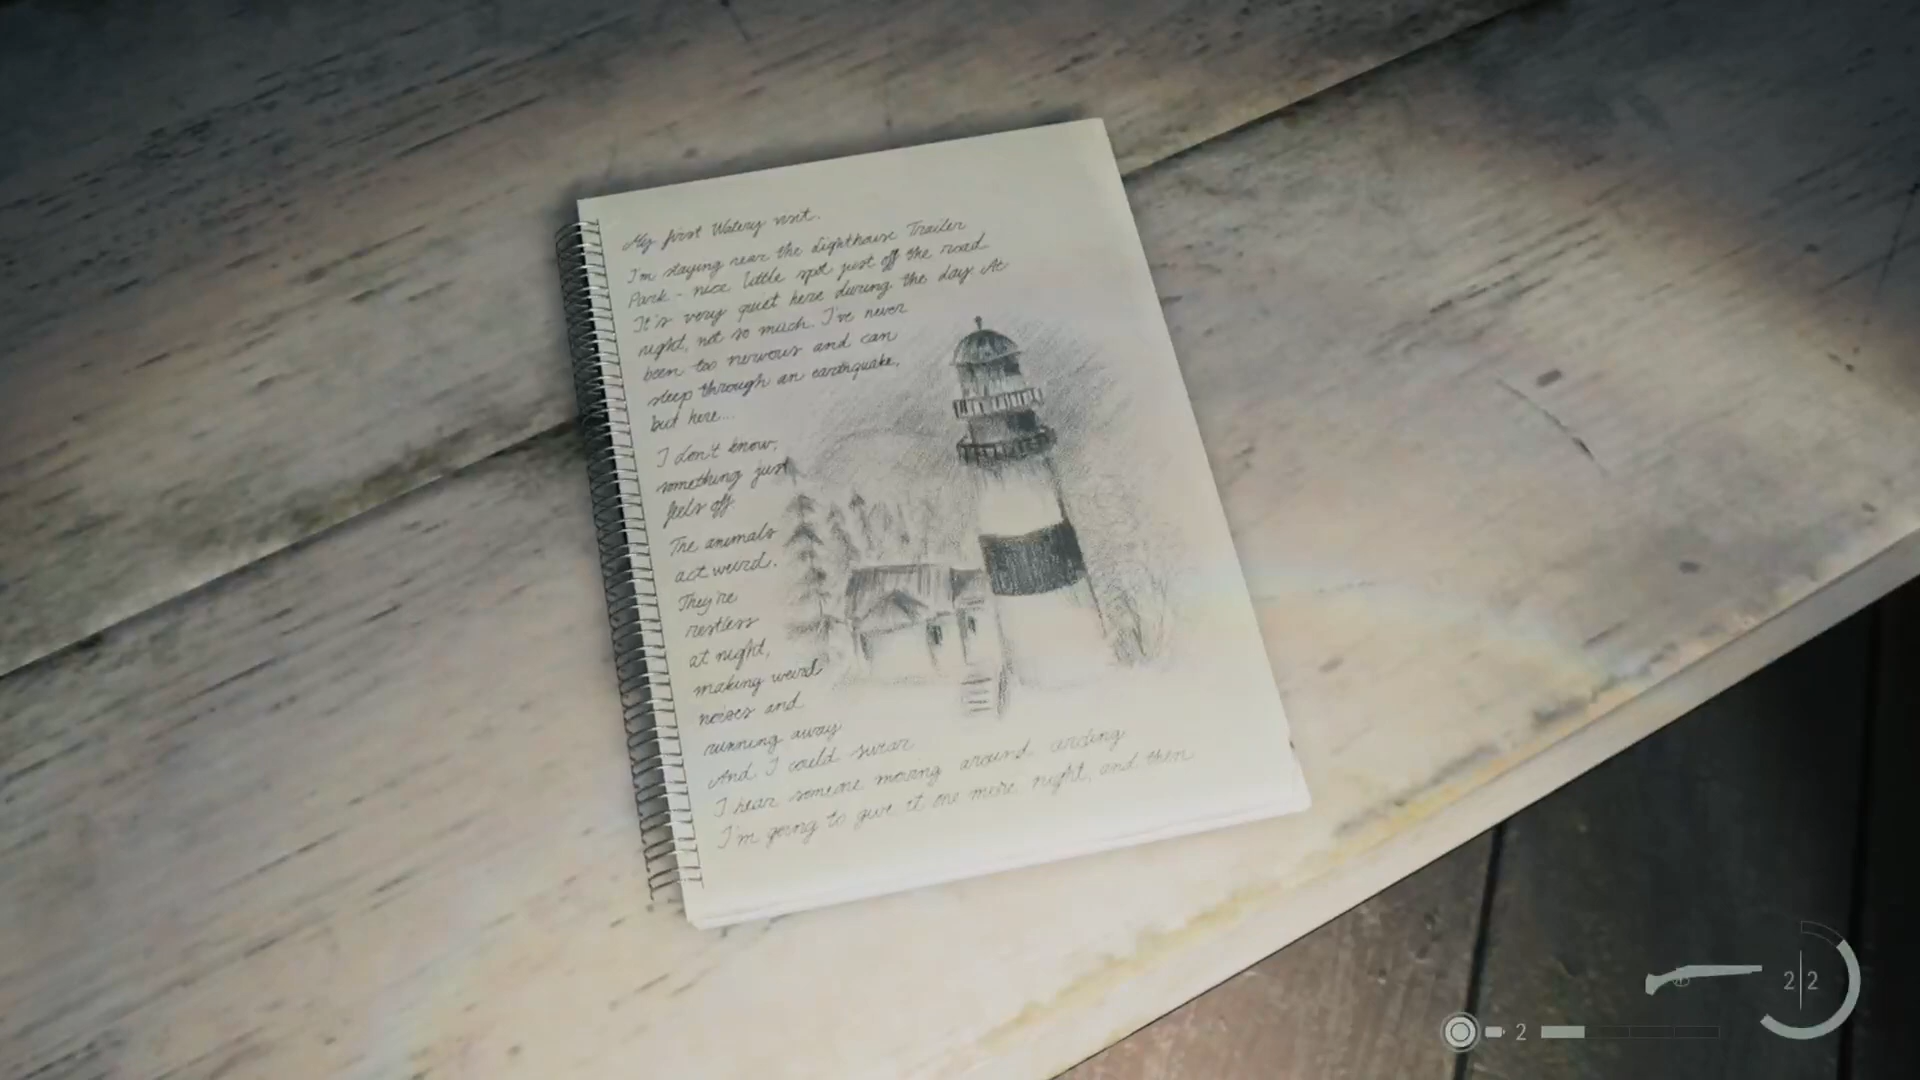 My first Watery visit.
I'm staying near the Lighthouse Trailer
Park - nice little spot just off the road
It's very quiet here during the day. At
night, not so much. I've never
been too nervous and can
sleep through an earthquake,
but here....
I don't know,
something just
feels off.
The animals
act weird.
They're
restless
at night,
making weird
noises and
running away
And I could swear
I hear someone moving around circling
I'm going to give it one more night, and then
2 2
2